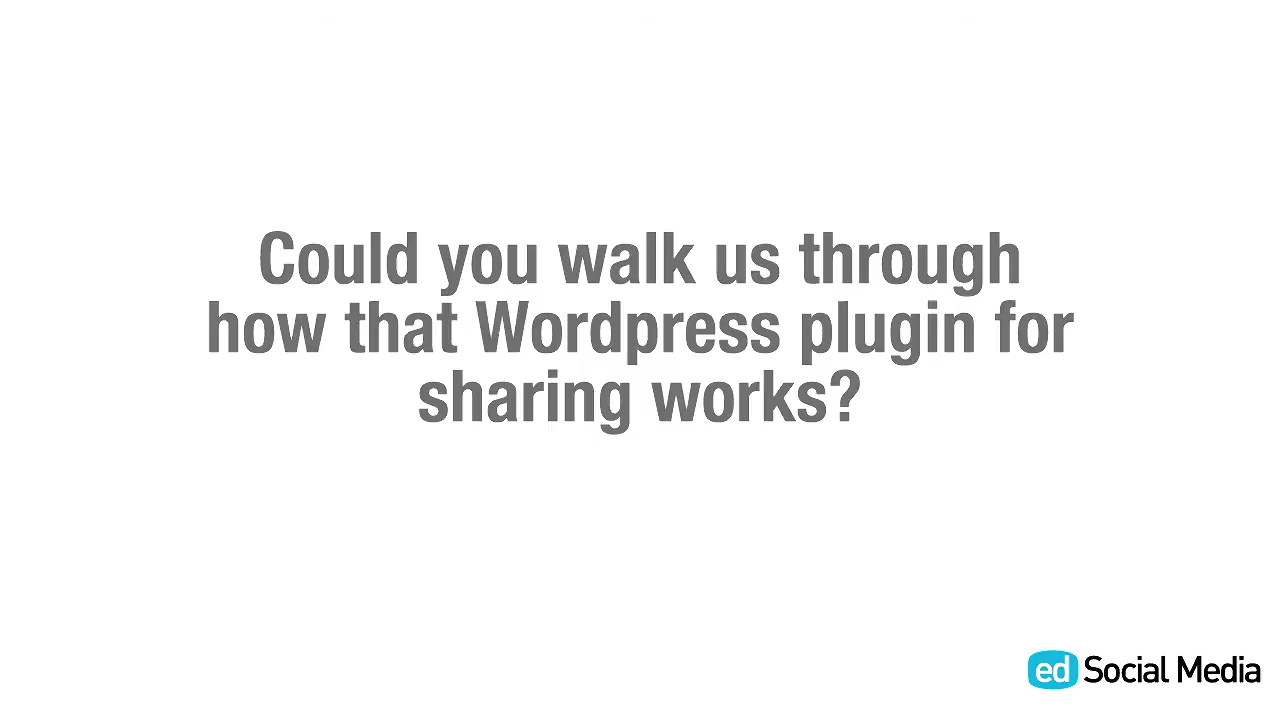 Could you walk us through
how that Wordpress plugin for
sharing works?
ed Social Media